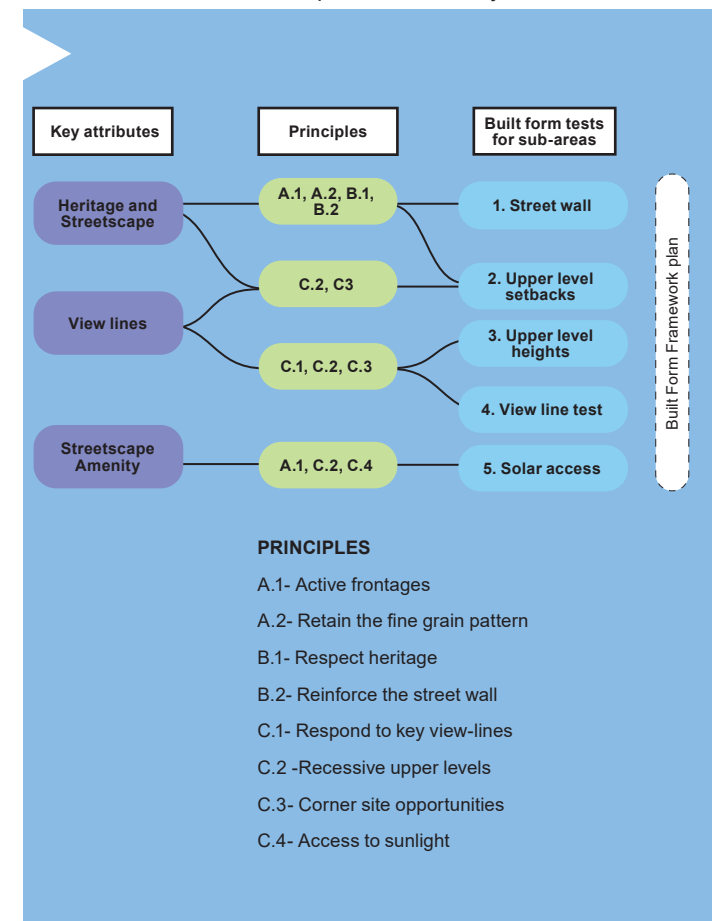 Key attributes
Principles
Built form tests
for sub-areas
Heritage and
Streetscape
A.1, A.2, B.1,
B.2
1. Street wall
C.2, C3
2. Upper level
setbacks
View lines
C.1, C.2, C.3
3. Upper level
heights
4. View line test
Streetscape
Amenity
A.1, C.2, C.4
5. Solar access
Built Form Framework plan
PRINCIPLES
A.1- Active frontages
A.2- Retain the fine grain pattern
B.1- Respect heritage
B.2- Reinforce the street wall
C.1- Respond to key view-lines
C.2 -Recessive upper levels
C.3- Corner site opportunities
C.4- Access to sunlight